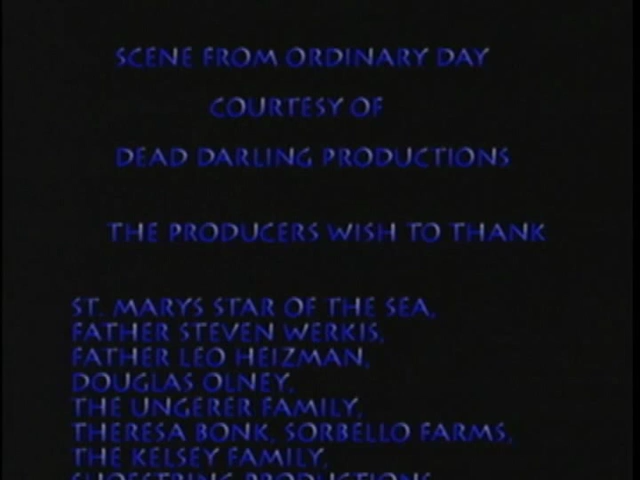 SCENE FROM ORDINARY DAY
COURTESY OF
DEAD DARLING PRODUCTIONS
THE PRODUCERS WISH TO THANK
ST. MARYS STAR OF THE SEA,
FATHER STEVEN WERKIS,
FATHER LEO HEIZMAN,
DOUGLAS OLNEY,
THE UNGERER FAMILY,
THERESA BONK, SORBELLO FARMS,
THE KELSEY FAMILY,
SHOESTRING PRODUCTIONS